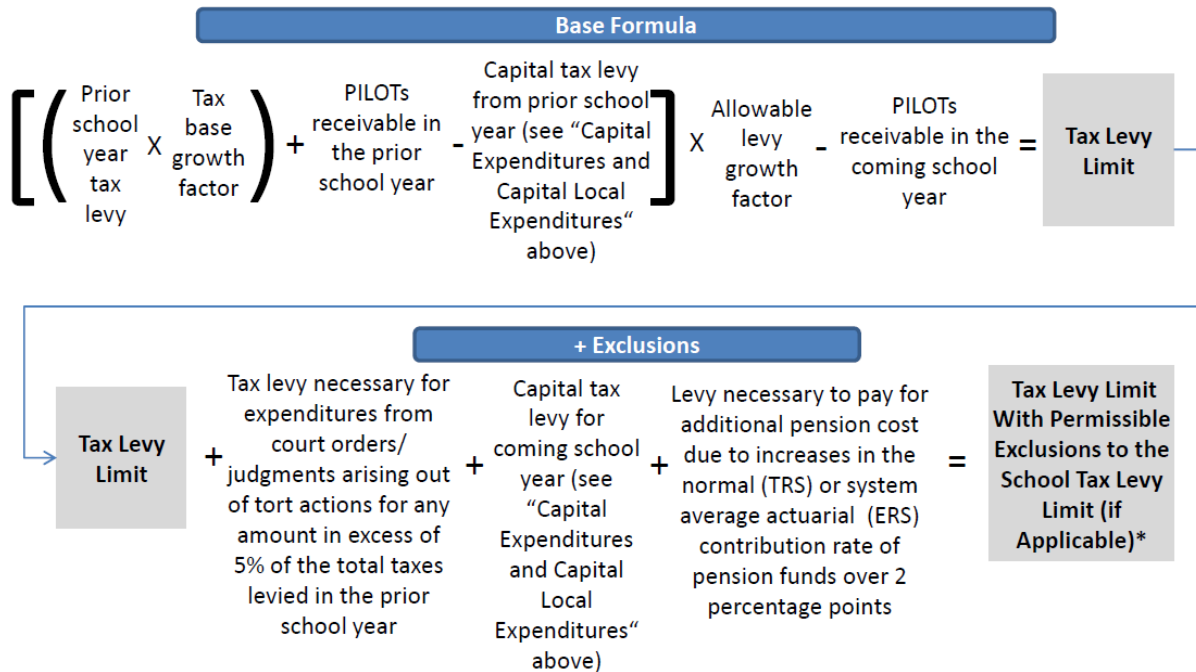 Base Formula
[
(
Prior
school
year
tax
levy
X
Tax
base
growth
factor
)
+
PILOTs
receivable in
the prior
school year
-
Capital tax levy
from prior school
year (see “Capital
Expenditures and
Capital Local
Expenditures“
above)
]
X
Allowable
levy
growth
factor
-
PILOTs
receivable in the
coming school
year
=
Tax Levy
Limit
+ Exclusions
Tax Levy
Limit
+
Tax levy necessary for
expenditures from
court orders/
judgments arising out
of tort actions for any
amount in excess of
5% of the total taxes
levied in the prior
school year
+
Capital tax
levy for
coming school
year (see
“Capital
Expenditures
and Capital
Local
Expenditures“
above)
+
Levy necessary to pay for
additional pension cost
due to increases in the
normal (TRS) or system
average actuarial (ERS)
contribution rate of
pension funds over 2
percentage points
=
Tax Levy Limit
With Permissible
Exclusions to the
School Tax Levy
Limit (if
Applicable)*